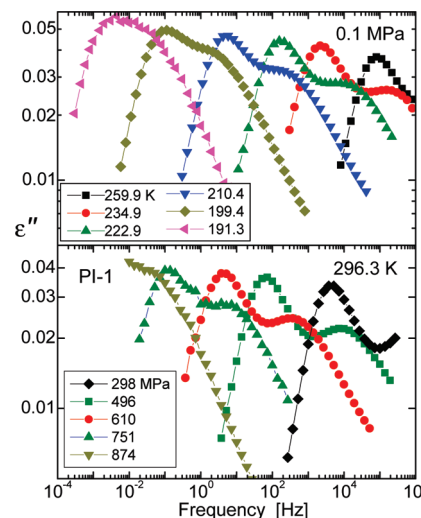 0.05
0.1 MPa
0.04
0.03
0.02
0.01
259.9 K 210.4
234.9 199.4
222.9 191.3
ε″
0.04
296.3 K
0.03
0.02
PI-1
298 MPa
496
0.01
610
751
874
10⁻⁴ 10⁻² 10⁰ 10² 10⁴ 10
Frequency [Hz]